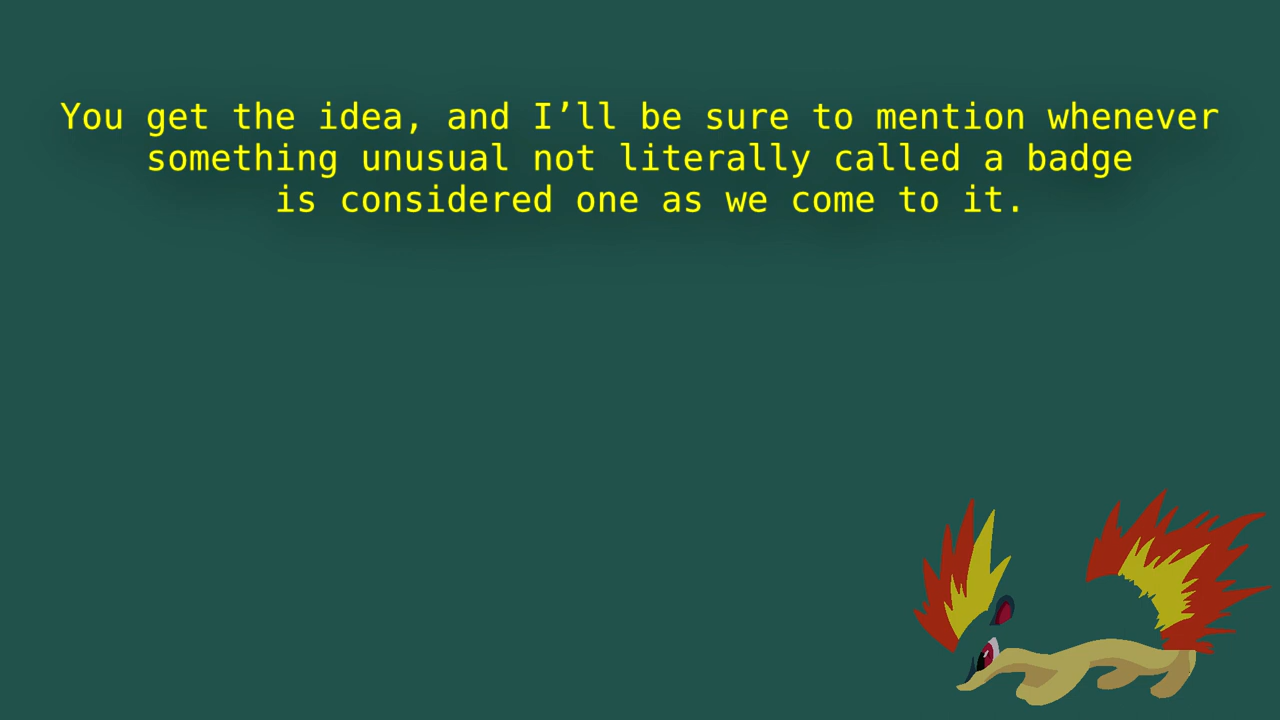 You get the idea, and I’ll be sure to mention whenever
something unusual not literally called a badge
is considered one as we come to it.